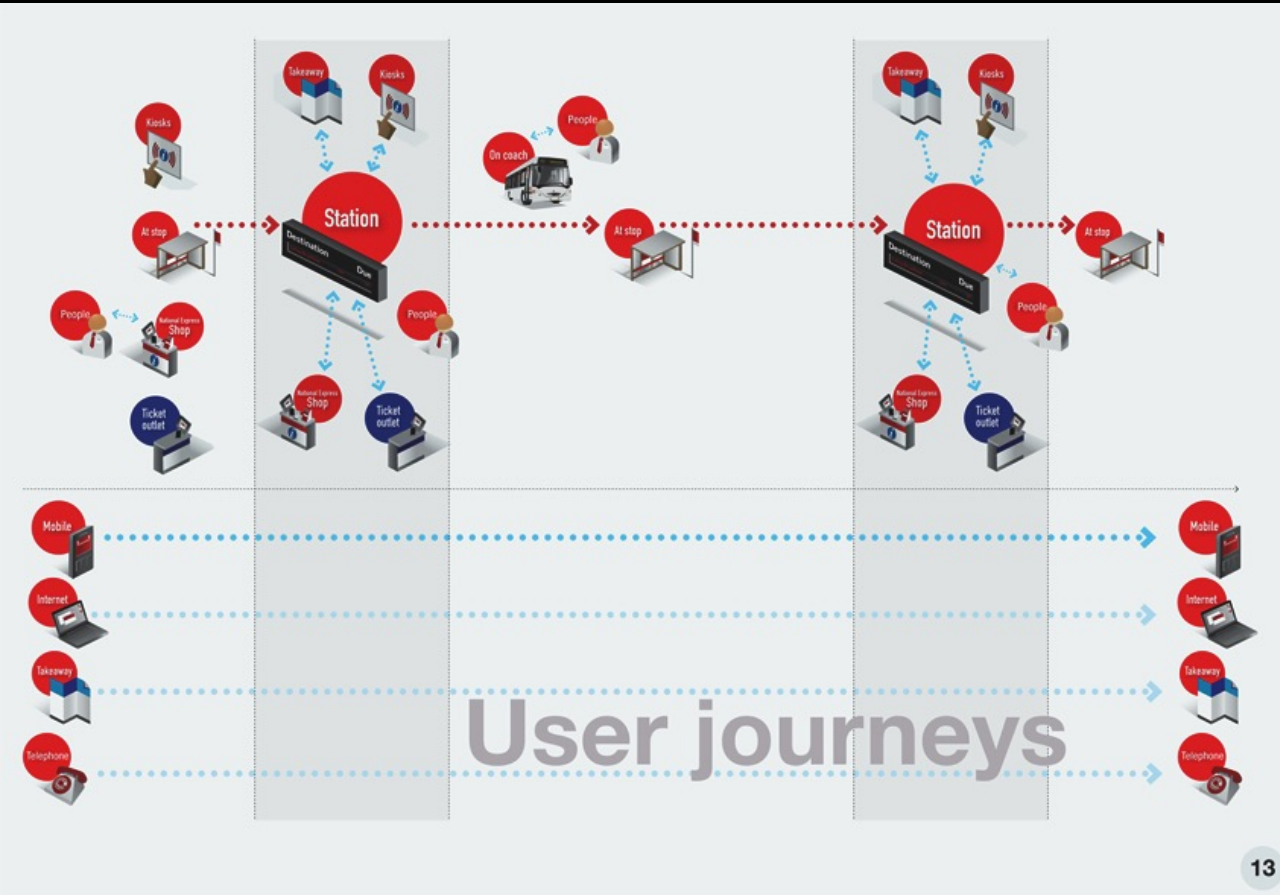 Takeaway
Kiosks
Takeaway
Kiosks
Kiosks
People
On coach
Station
Destination
Due
Station
Destination
Due
At stop
At stop
At stop
People
National Express
Shop
People
People
National Express
Shop
Ticket
outlet
National Express
Shop
Ticket
outlet
Ticket
outlet
Mobile
Mobile
Internet
Internet
Takeaway
Takeaway
User journeys
Telephone
Telephone
13